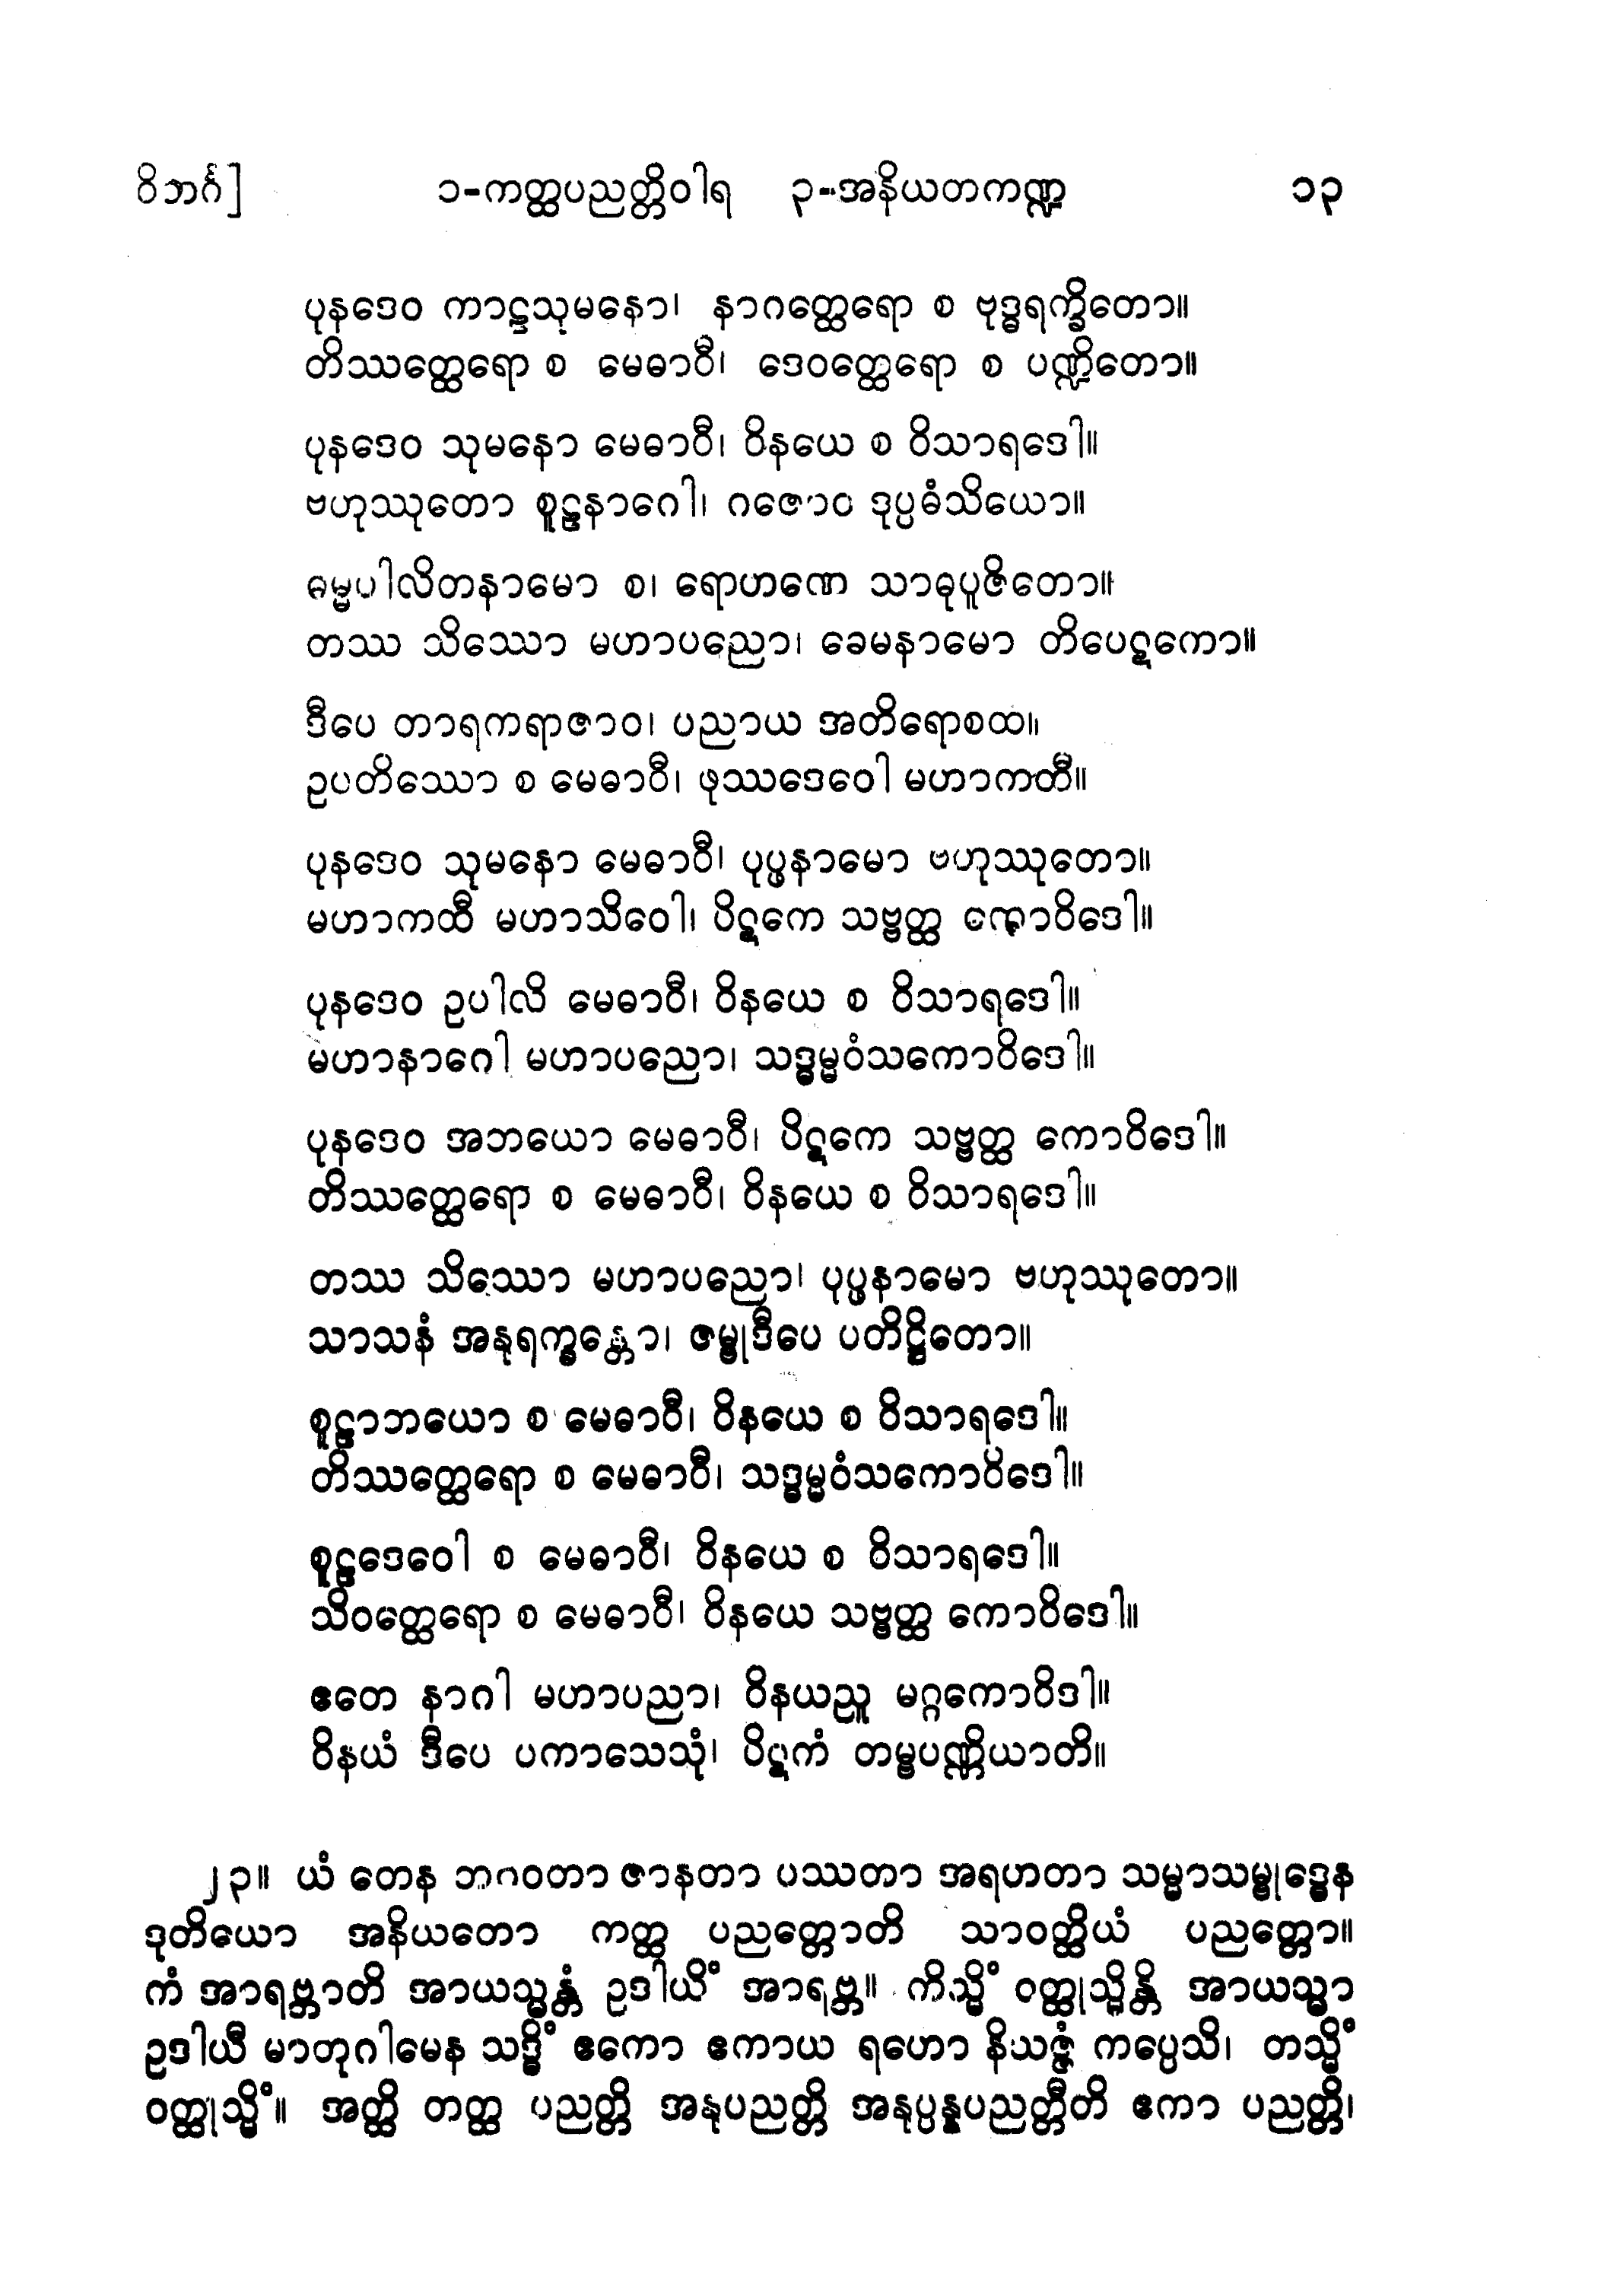 ဝိဘင်္ဂ] ၁-ကတ္ထပညတ္တိဝါရ ၃-အနိယတကဏ္ဍ ၁၃
ပုနဒေဝ ကာဠသုမနော၊ နာဂတ္ထေရော စ ဗုဒ္ဓရက္ခိတော။
တိဿတ္ထေရော စ မေဓာဝီ၊ ဒေဝတ္ထေရော စ ပဏ္ဍိတော။
ပုနဒေဝ သုမနော မေဓာဝီ၊ ဝိနယေ စ ဝိသာရဒေါ။
ဗဟုဿုတော စူဠနာဂေါ၊ ဂဇောဝ ဒုပ္ပဓံသိယော။
ဓမ္မပါလိတနာမော စ၊ ရောဟဏေ သာဓုပူဇိတော။
တဿ သိဿော မဟာပညော၊ ခေမနာမော တိပေဋကော။
ဒီပေ တာရကရာဇာဝ၊ ပညာယ အတိရောစထ။
ဥပတိဿော စ မေဓာဝီ၊ ဖုဿဒေဝေါ မဟာကထီ။
ပုနဒေဝ သုမနော မေဓာဝီ၊ ပုပ္ဖနာမော ဗဟုဿုတော။
မဟာကထီ မဟာသိဝေါ၊ ပိဋကေ သဗ္ဗတ္ထ ကောဝိဒေါ။
ပုနဒေဝ ဥပါလိ မေဓာဝီ၊ ဝိနယေ စ ဝိသာရဒေါ။
မဟာနာဂေါ မဟာပညော၊ သဒ္ဓမ္မဝံသကောဝိဒေါ။
ပုနဒေဝ အဘယော မေဓာဝီ၊ ပိဋကေ သဗ္ဗတ္ထ ကောဝိဒေါ။
တိဿတ္ထေရော စ မေဓာဝီ၊ ဝိနယေ စ ဝိသာရဒေါ။
တဿ သိဿော မဟာပညော၊ ပုပ္ဖနာမော ဗဟုဿုတော။
သာသနံ အနုရက္ခန္တော၊ ဇမ္ဗုဒီပေ ပတိဋ္ဌိတော။
စူဠာဘယော စ မေဓာဝီ၊ ဝိနယေ စ ဝိသာရဒေါ။
တိဿတ္ထေရော စ မေဓာဝီ၊ သဒ္ဓမ္မဝံသကောဝိဒေါ။
စူဠဒေဝေါ စ မေဓာဝီ၊ ဝိနယေ စ ဝိသာရဒေါ။
သိဝတ္ထေရော စ မေဓာဝီ၊ ဝိနယေ သဗ္ဗတ္ထ ကောဝိဒေါ။
ဧတေ နာဂါ မဟာပညာ၊ ဝိနယညူ မဂ္ဂကောဝိဒါ။
ဝိနယံ ဒီပေ ပကာသေသုံ၊ ပိဋကံ တမ္ဗပဏ္ဏိယာတိ။
၂၃။ ယံ တေန ဘဂဝတာ ဇာနတာ ပဿတာ အရဟတာ သမ္မာသမ္ဗုဒ္ဓေန
ဒုတိယော အနိယတော ကတ္ထ ပညတ္တောတိ သာဝတ္ထိယံ ပညတ္တော။
ကံ အာရဗ္ဘာတိ အာယသ္မန္တံ ဥဒါယိံ အာရဗ္ဘ။ ကိသ္မိံ ဝတ္ထုသ္မိန္တိ အာယသ္မာ
ဥဒါယီ မာတုဂါမေန သဒ္ဓိံ ဧကော ဧကာယ ရဟော နိသဇ္ဇံ ကပ္ပေသိ၊ တသ္မိံ
ဝတ္ထုသ္မိံ။ အတ္ထိ တတ္ထ ပညတ္တိ အနုပညတ္တိ အနုပ္ပန္နပညတ္တီတိ ဧကာ ပညတ္တိ၊